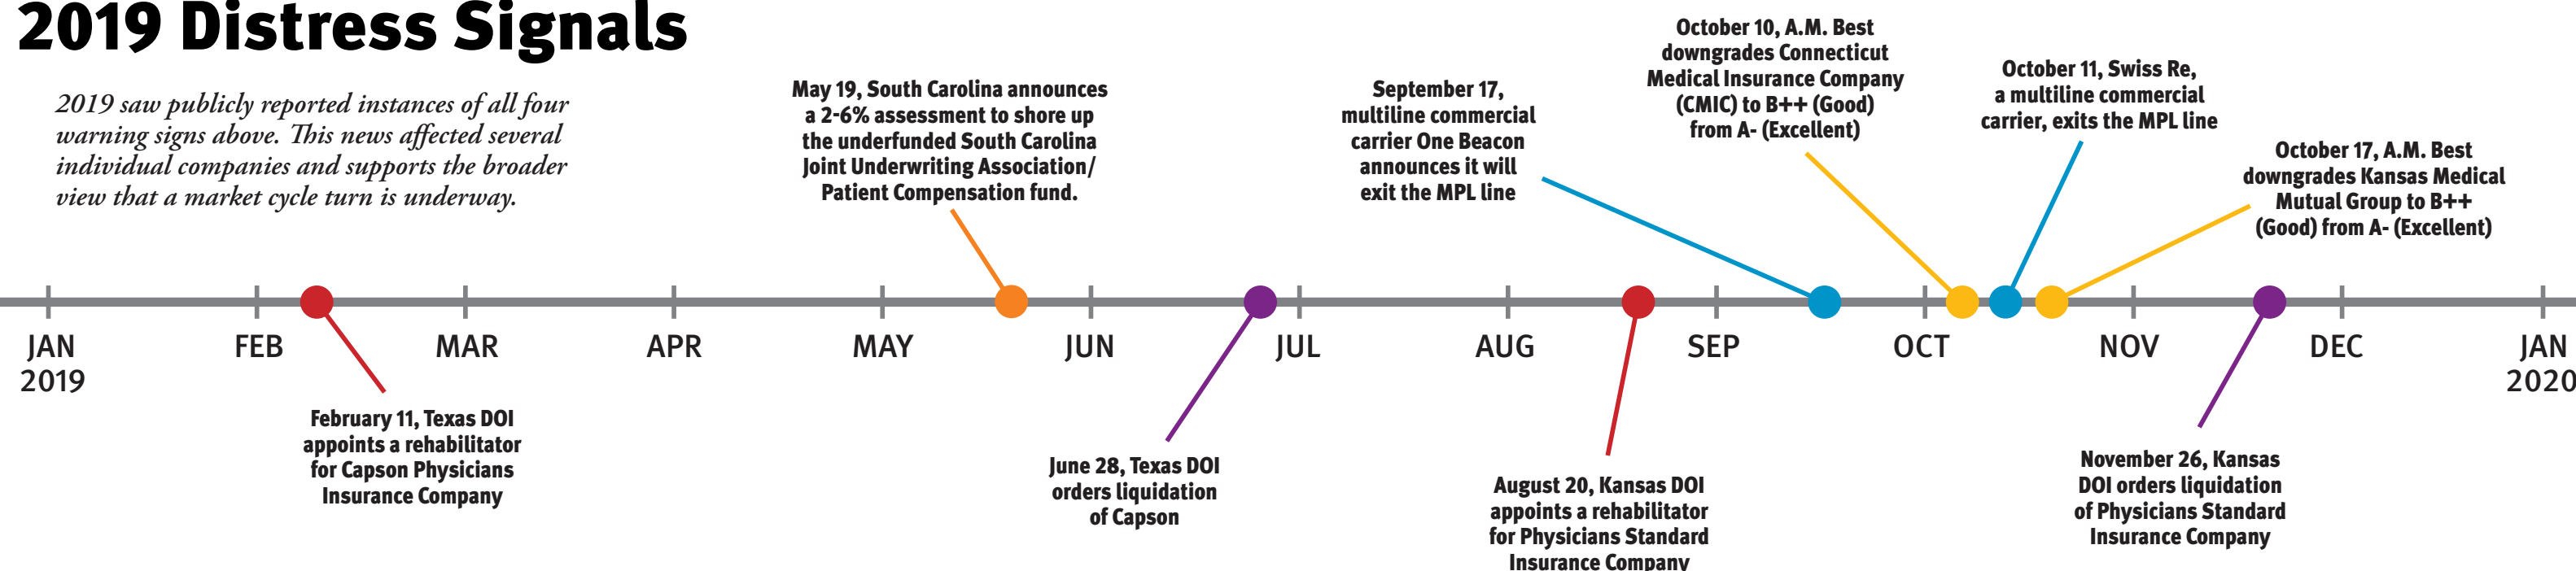 2019 Distress Signals
2019 saw publicly reported instances of all four
warning signs above. This news affected several
individual companies and supports the broader
view that a market cycle turn is underway.
May 19, South Carolina announces
a 2-6% assessment to shore up
the underfunded South Carolina
Joint Underwriting Association/
Patient Compensation fund.
September 17,
multiline commercial
carrier One Beacon
announces it will
exit the MPL line
October 10, A.M. Best
downgrades Connecticut
Medical Insurance Company
(CMIC) to B++ (Good)
from A- (Excellent)
October 11, Swiss Re,
a multiline commercial
carrier, exits the MPL line
October 17, A.M. Best
downgrades Kansas Medical
Mutual Group to B++
(Good) from A- (Excellent)
JAN
2019
FEB
MAR
APR
MAY
JUN
JUL
AUG
SEP
OCT
NOV
DEC
JAN
2020
February 11, Texas DOI
appoints a rehabilitator
for Capson Physicians
Insurance Company
June 28, Texas DOI
orders liquidation
of Capson
August 20, Kansas DOI
appoints a rehabilitator
for Physicians Standard
Insurance Company
November 26, Kansas
DOI orders liquidation
of Physicians Standard
Insurance Company